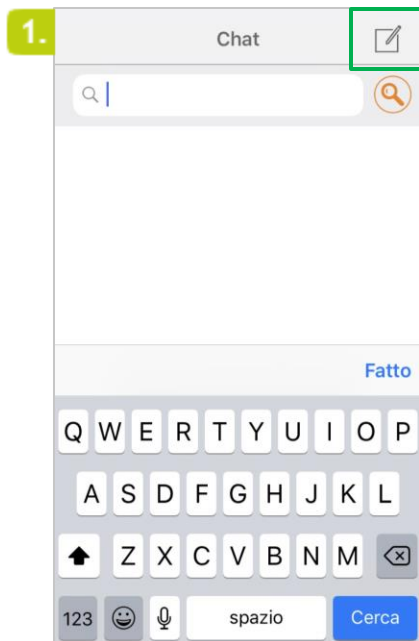 1.
Chat
Fatto
Q W E R T Y U I O P
A S D F G H J K L
Z X C V B N M
123 spazio Cerca